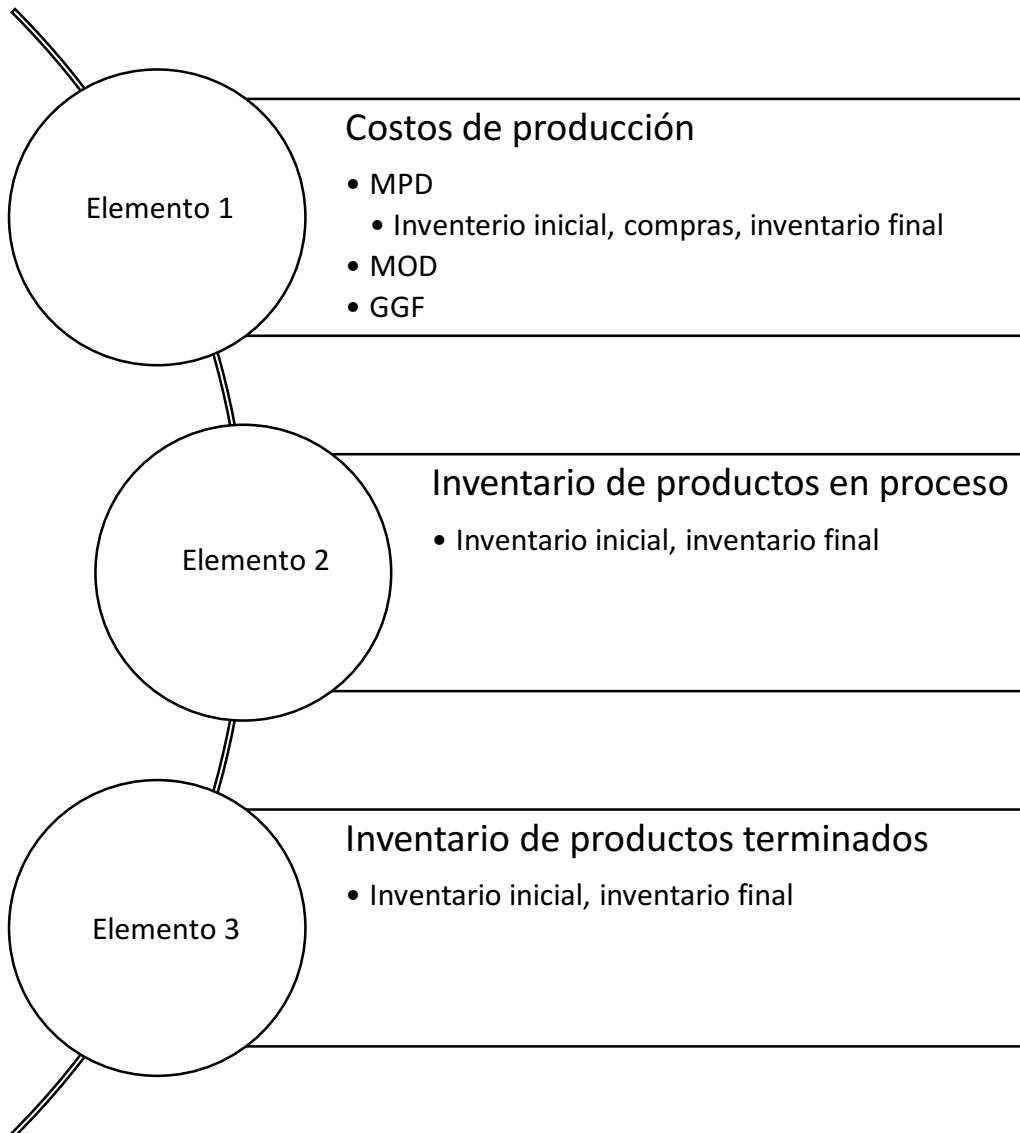 Elemento 1
Costos de producción
• MPD
• Inventerio inicial, compras, inventario final
• MOD
• GGF
Elemento 2
Inventario de productos en proceso
• Inventario inicial, inventario final
Elemento 3
Inventario de productos terminados
• Inventario inicial, inventario final